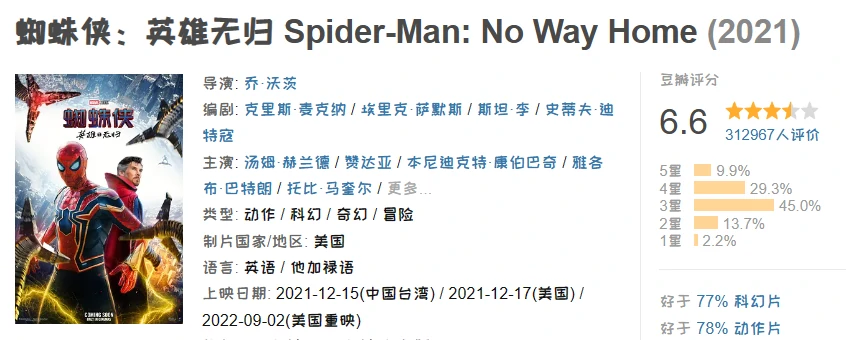 蜘蛛侠：英雄无归 Spider-Man: No Way Home (2021)
蜘蛛侠
英雄无归
COMING SOON
导演: 乔·沃茨
编剧: 克里斯·麦克纳 / 埃里克·萨默斯 / 斯坦·李 / 史蒂夫·迪
特寇
主演: 汤姆·赫兰德 / 赞达亚 / 本尼迪克特·康伯巴奇 / 雅各
布·巴特朗 / 托比·马奎尔 / 更多...
类型: 动作 / 科幻 / 奇幻 / 冒险
制片国家/地区: 美国
语言: 英语 / 他加禄语
上映日期: 2021-12-15(中国台湾) / 2021-12-17(美国) /
2022-09-02(美国重映)
豆瓣评分
6.6
312967人评价
5星 9.9%
4星 29.3%
3星 45.0%
2星 13.7%
1星 2.2%
好于 77% 科幻片
好于 78% 动作片